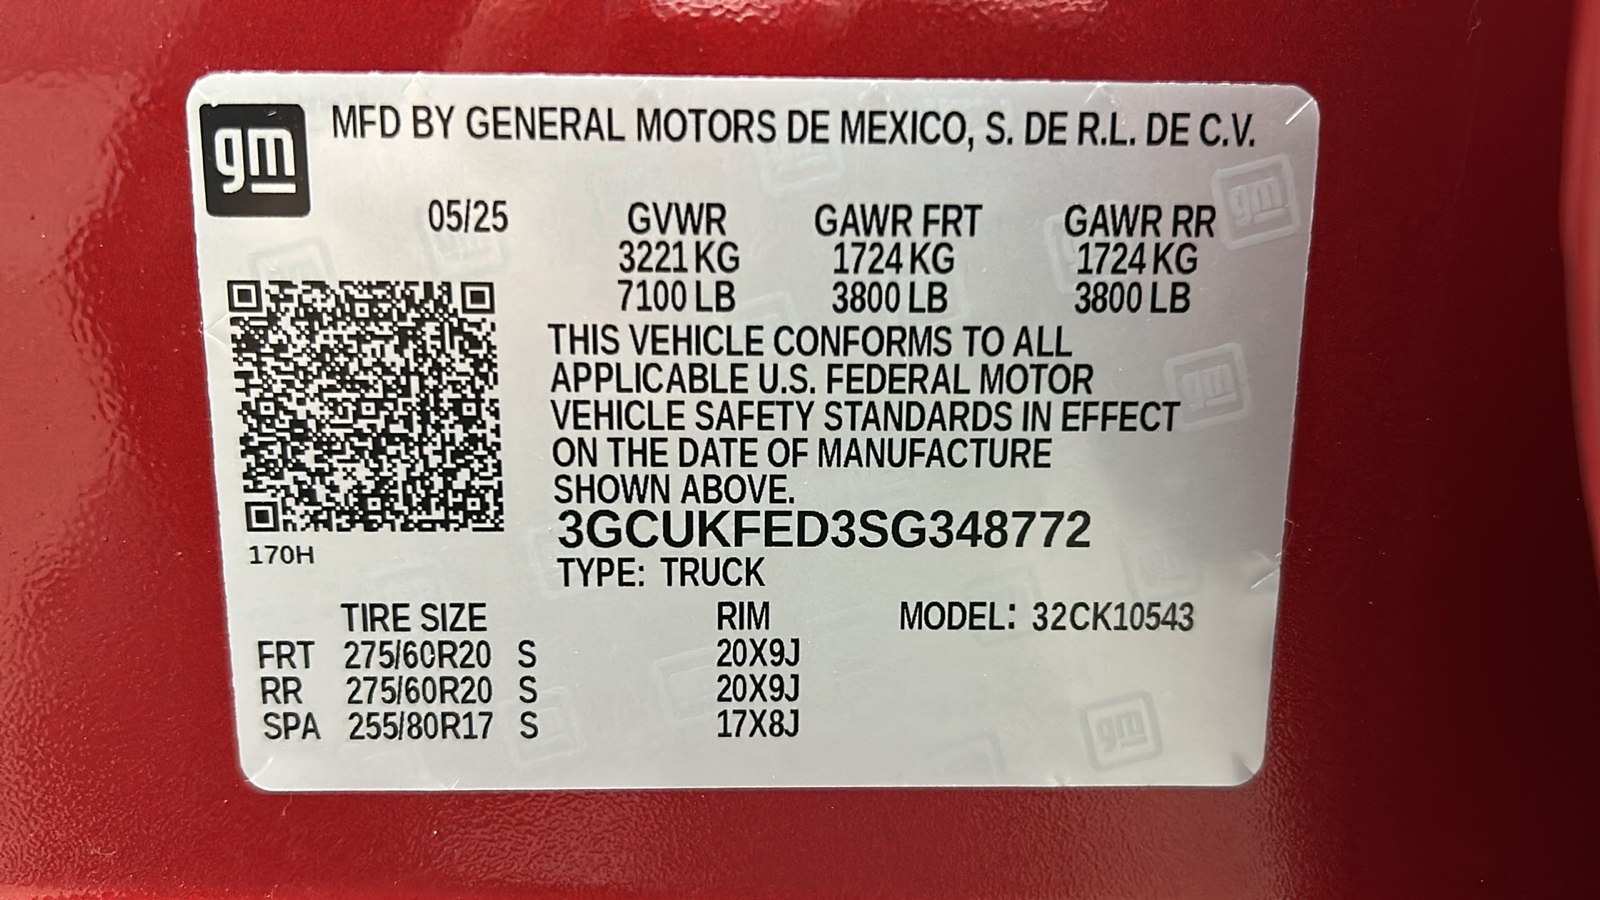 gm
MFD BY GENERAL MOTORS DE MEXICO, S. DE R.L. DE C.V.
05/25 GVWR GAWR FRT GAWR RR
3221 KG 1724 KG 1724 KG
7100 LB 3800 LB 3800 LB
THIS VEHICLE CONFORMS TO ALL
APPLICABLE U.S. FEDERAL MOTOR
VEHICLE SAFETY STANDARDS IN EFFECT
ON THE DATE OF MANUFACTURE
SHOWN ABOVE.
3GCUKFED3SG348772
170H
TYPE: TRUCK
TIRE SIZE RIM MODEL: 32CK10543
FRT 275/60R20 S 20X9J
RR 275/60R20 S 20X9J
SPA 255/80R17 S 17X8J